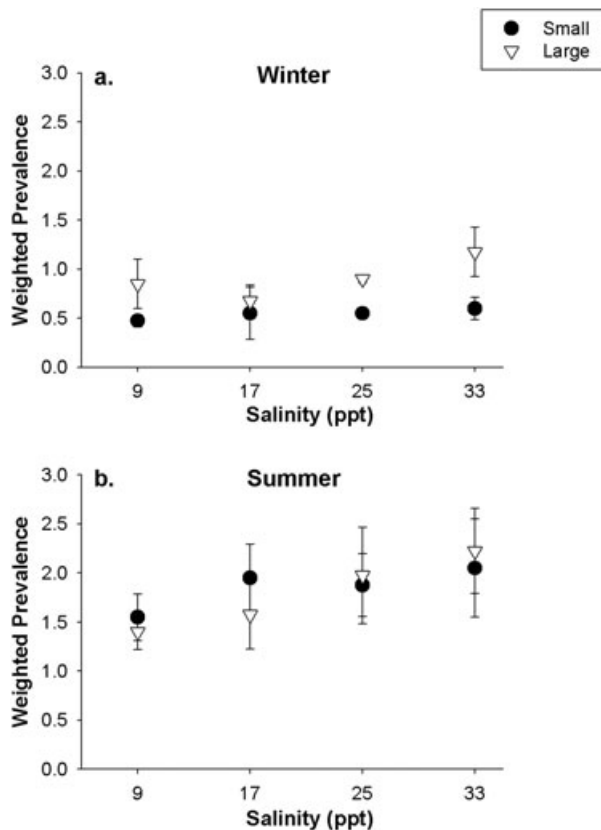 Small
Large
a.
Winter
Weighted Prevalence
3.0
2.5
2.0
1.5
1.0
0.5
0.0
9 17 25 33
Salinity (ppt)
b.
Summer
Weighted Prevalence
3.0
2.5
2.0
1.5
1.0
0.5
0.0
9 17 25 33
Salinity (ppt)